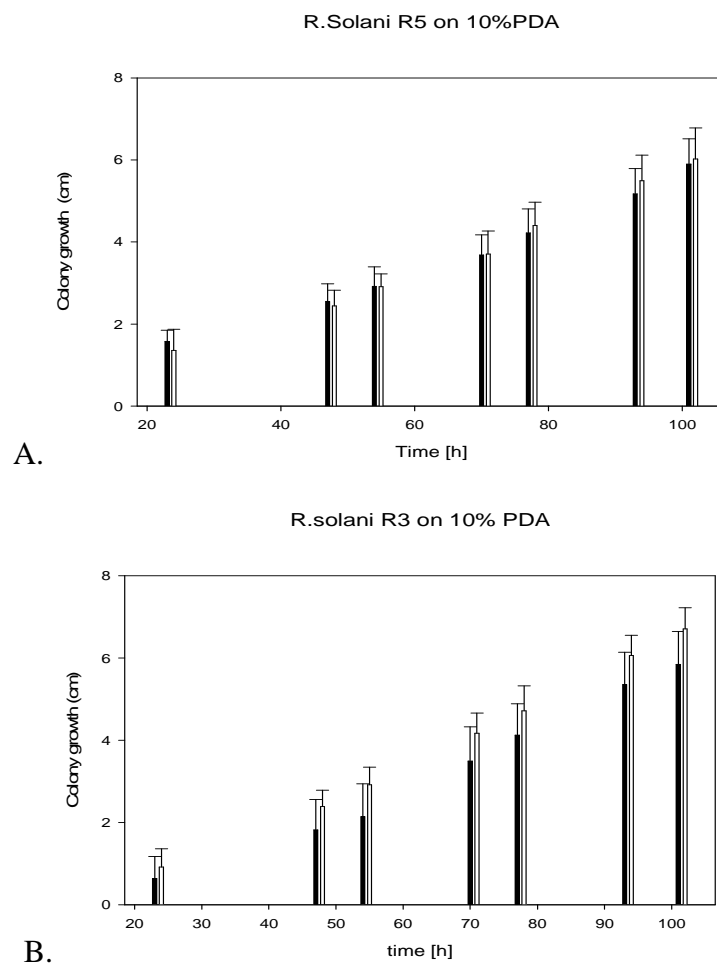 R.Solani R5 on 10%PDA
8
6
4
2
0
Colony growth (cm)
20 40 60 80 100
Time [h]
A.
R.solani R3 on 10% PDA
8
6
4
2
0
Colony growth (cm)
20 30 40 50 60 70 80 90 100
time [h]
B.